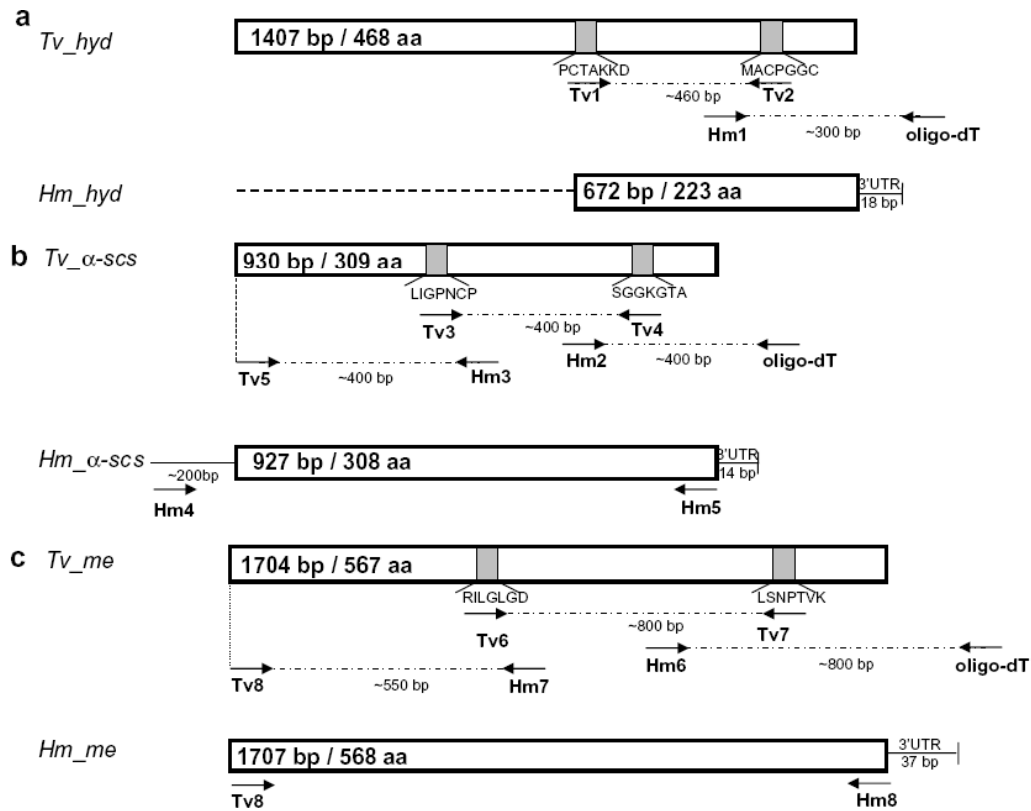 a
Tv_hyd
1407 bp / 468 aa
PCTAKKD
MACPGGC
Tv1
~460 bp
Tv2
Hm1
~300 bp
oligo-dT
Hm_hyd
672 bp / 223 aa
3'UTR
18 bp
b
Tv_α-scs
930 bp / 309 aa
LIGPNCP
SGGKGTA
Tv3
~400 bp
Tv4
Hm2
~400 bp
oligo-dT
Tv5
~400 bp
Hm3
Hm_α-scs
~200bp
927 bp / 308 aa
3'UTR
14 bp
Hm4
Hm5
c
Tv_me
1704 bp / 567 aa
RILGLGD
LSNPTVK
Tv6
~800 bp
Tv7
Hm6
~800 bp
oligo-dT
Tv8
~550 bp
Hm7
Hm_me
1707 bp / 568 aa
3'UTR
37 bp
Tv8
Hm8